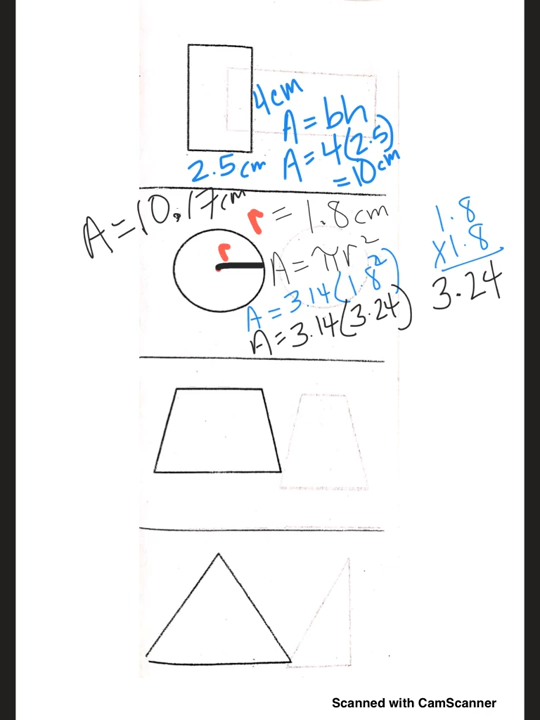 4cm
A = bh
A = 4(2.5)
2.5cm
= 10cm
A = 10.17cm
r = 1.8cm
r
A = πr²
A = 3.14(1.8²)
A = 3.14(3.24)
1.8
x1.8
3.24
Scanned with CamScanner